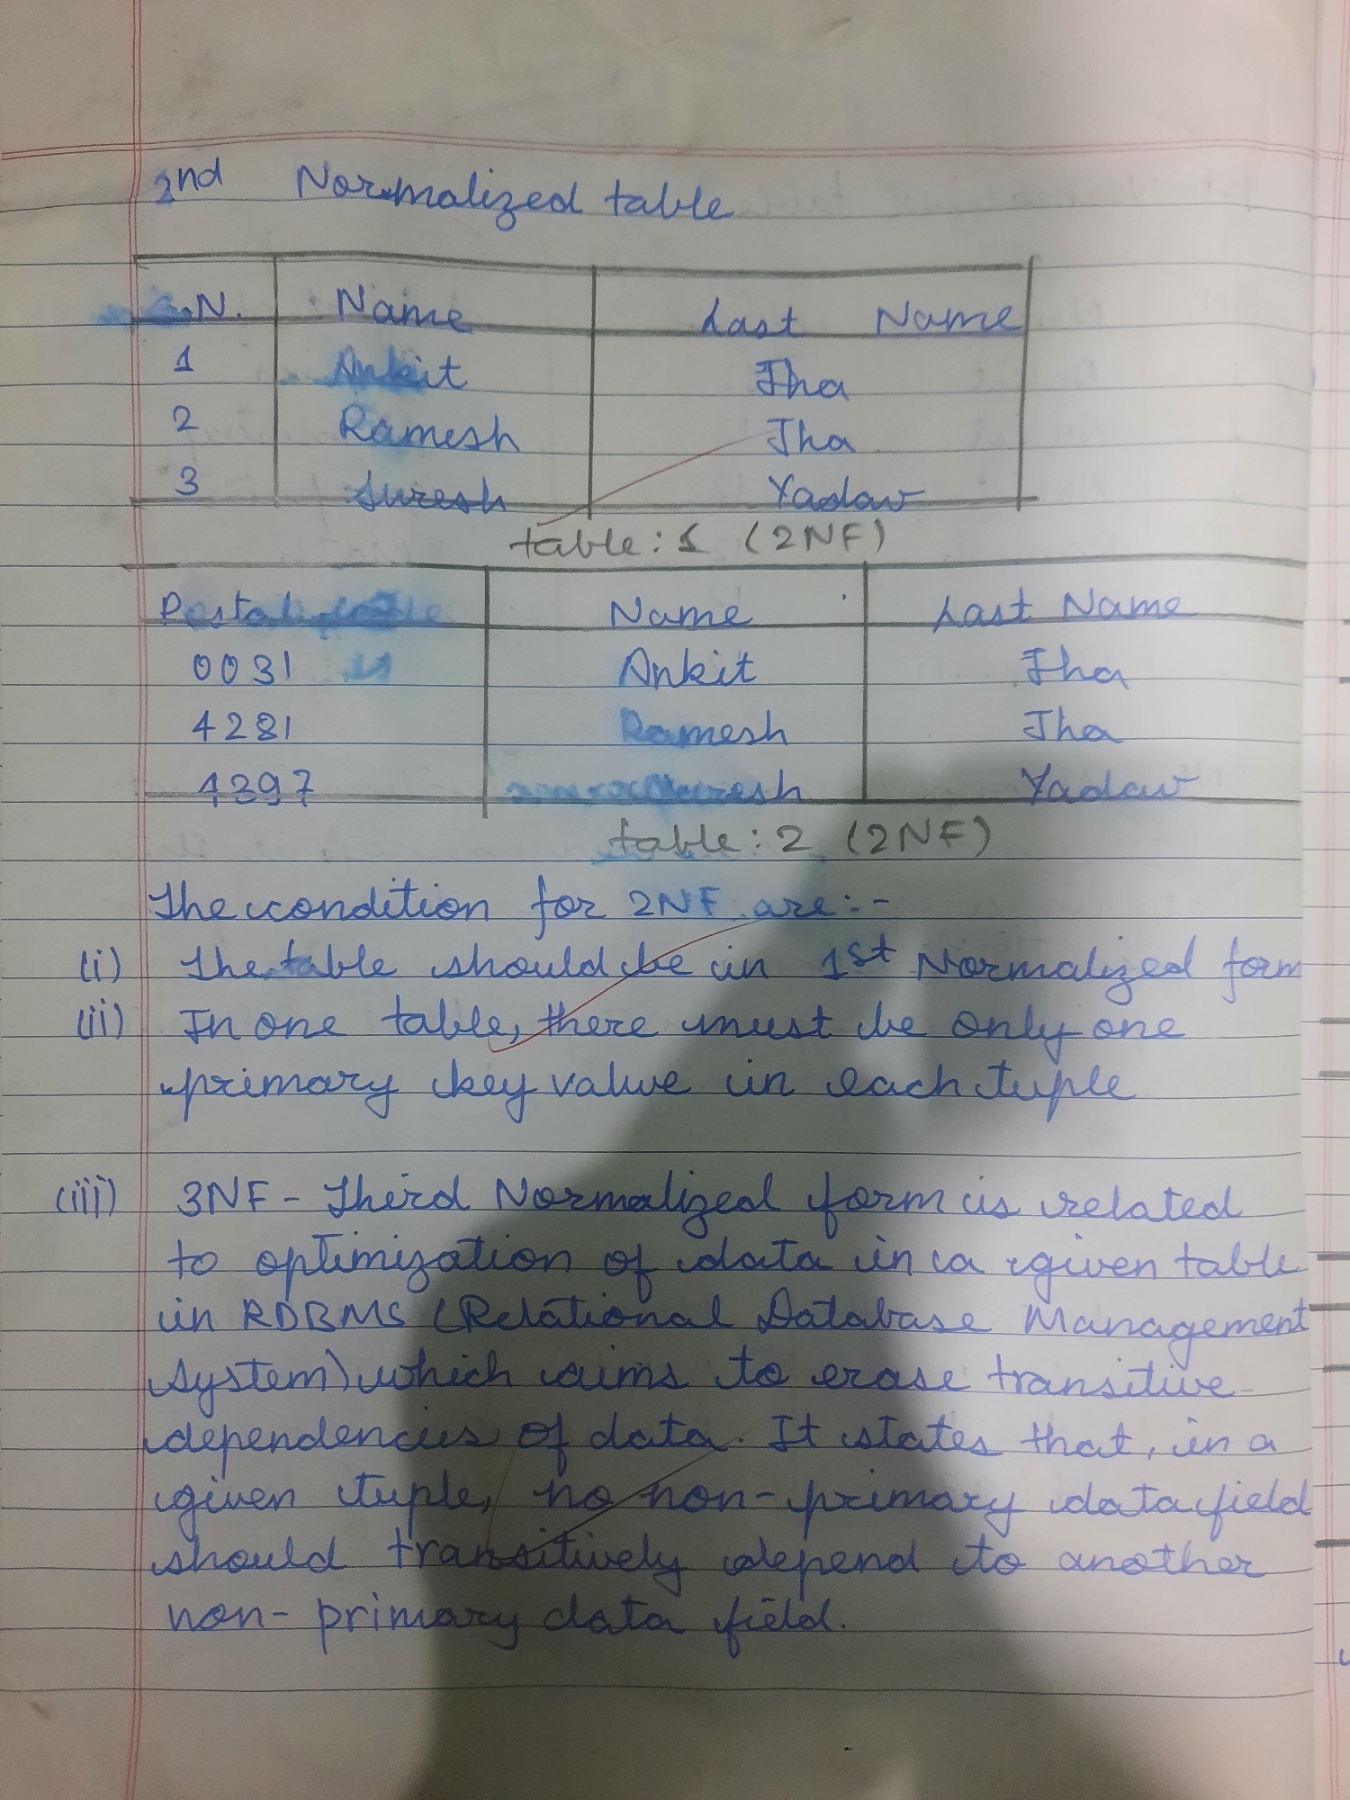 2nd Normalized table
S.N. Name Last Name
1 Ankit Jha
2 Ramesh Jha
3 Suresh Yadav
table: 1 (2NF)
Postal code Name Last Name
0031 Ankit Jha
4281 Ramesh Jha
4297 Suresh Yadav
table: 2 (2NF)
The condition for 2NF are:-
(i) The table should be in 1st Normalized form
(ii) In one table, there must be only one
primary key value in each tuple
(iii) 3NF - Third Normalized form is related
to optimization of data in a given table
in RDBMS (Relational Database Management
System) which aims to erase transitive
dependencies of data. It states that, in a
given tuple, no non-primary data field
should transitively depend to another
non-primary data field.